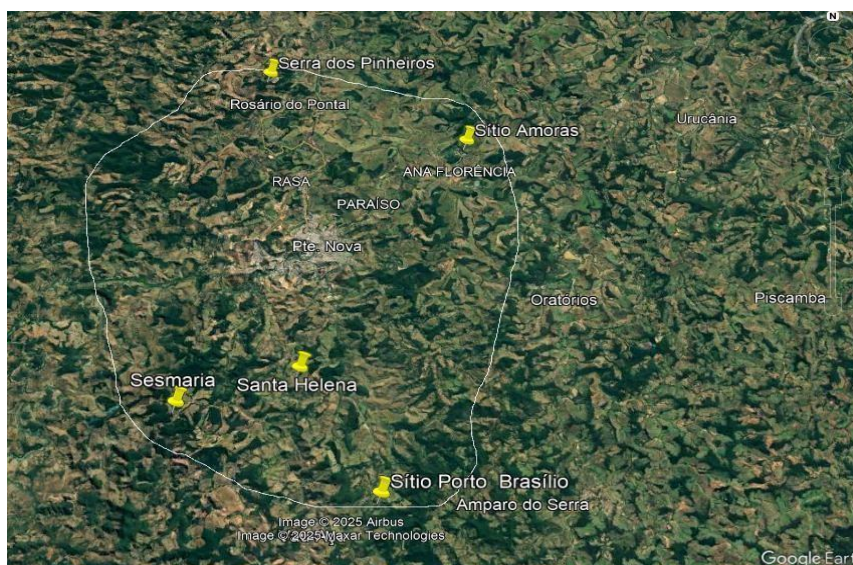 N
Serra dos Pinheiros
Rosário do Pontal
Urucânia
Sítio Amoras
ANA FLORÊNCIA
RASA
PARAÍSO
Pte. Nova
Oratórios
Piscamba
Sesmaria
Santa Helena
Sítio Porto Brasílio
Amparo do Serra
Image © 2025 Airbus
Image © 2025 Maxar Technologies
Google Eart